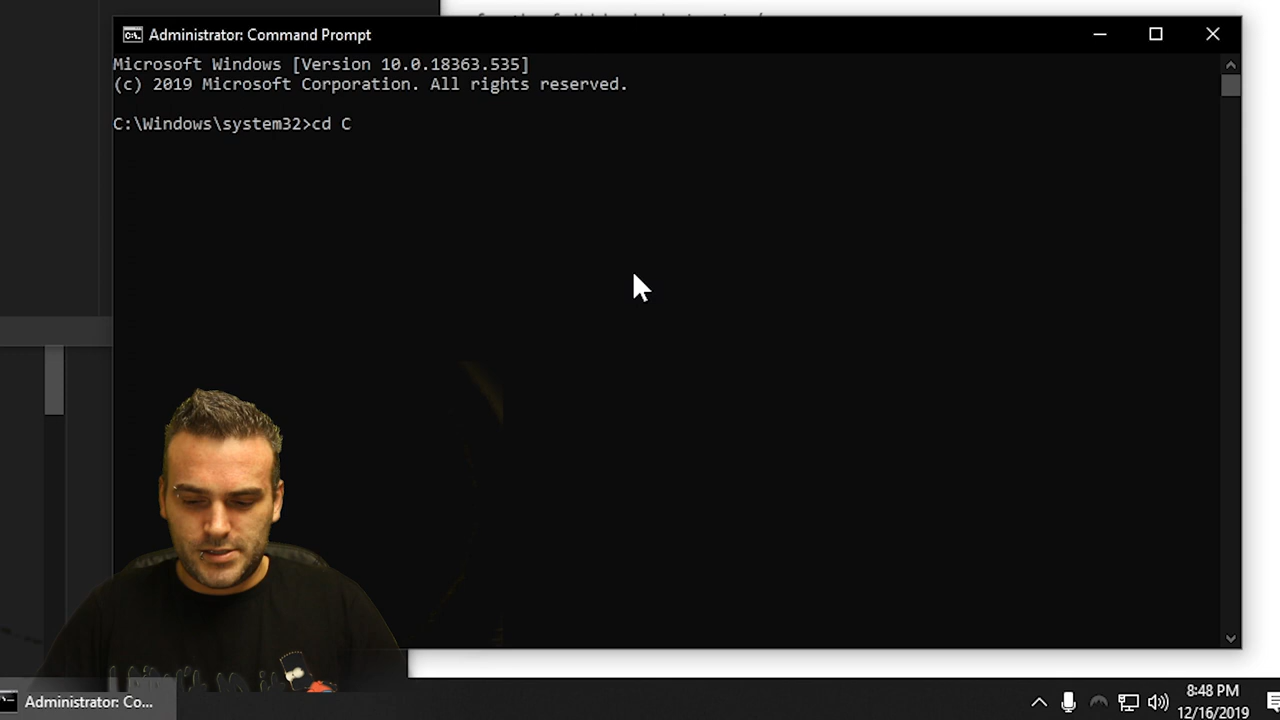 Administrator: Command Prompt
Microsoft Windows [Version 10.0.18363.535]
(c) 2019 Microsoft Corporation. All rights reserved.
C:\Windows\system32>cd C
Administrator: Co...
8:48 PM
12/16/2019